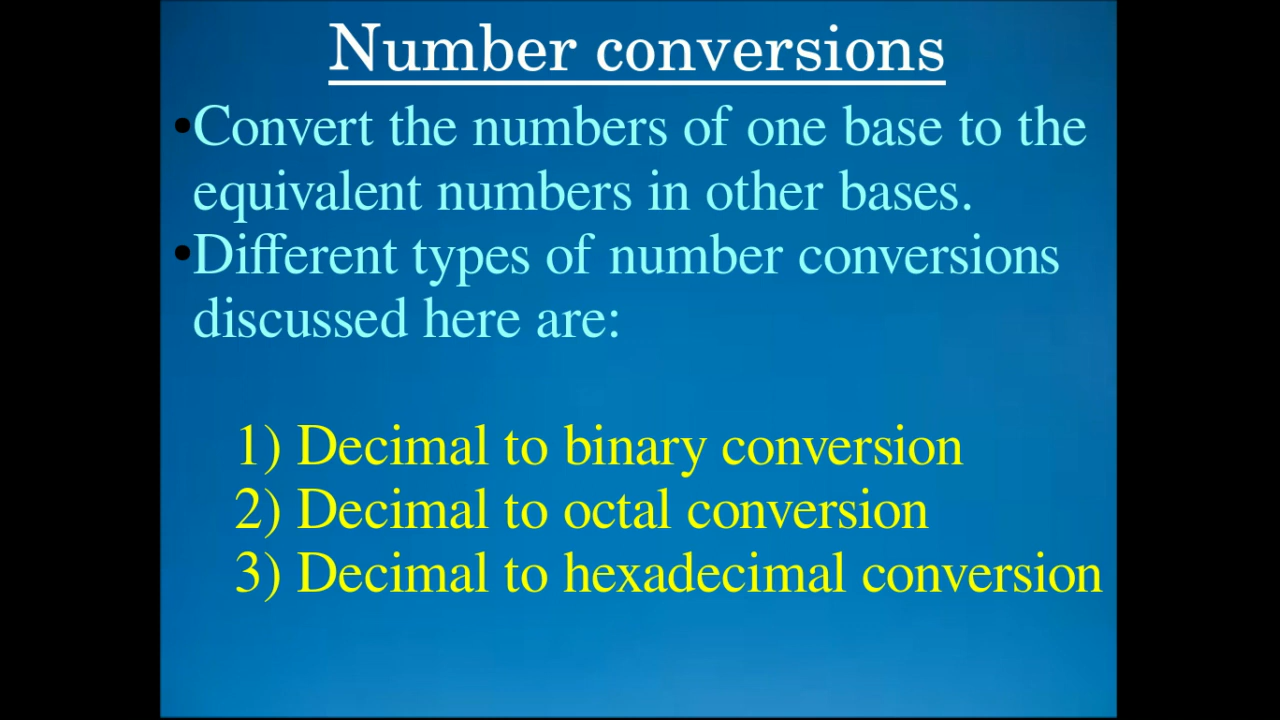 Number conversions
•Convert the numbers of one base to the
equivalent numbers in other bases.
•Different types of number conversions
discussed here are:
1) Decimal to binary conversion
2) Decimal to octal conversion
3) Decimal to hexadecimal conversion